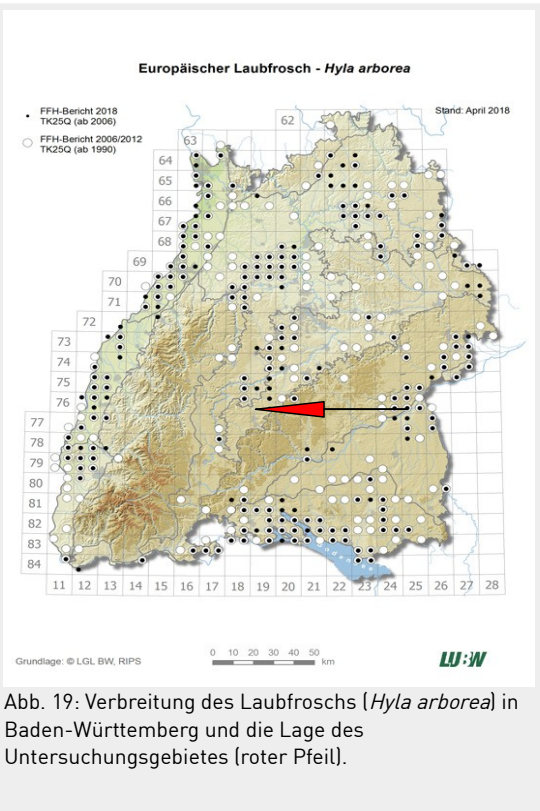 Europäischer Laubfrosch - Hyla arborea
FFH-Bericht 2018
TK25Q (ab 2006)
FFH-Bericht 2006/2012
TK25Q (ab 1990)
Stand: April 2018
62
63
64
65
66
67
68
69
70
71
72
73
74
75
76
77
78
79
80
81
82
83
84
11 12 13 14 15 16 17 18 19 20 21 22 23 24 25 26 27 28
Grundlage: © LGL BW, RIPS
0 10 20 30 40 50
km
LU:W
Abb. 19: Verbreitung des Laubfroschs (Hyla arborea) in
Baden-Württemberg und die Lage des
Untersuchungsgebietes (roter Pfeil).